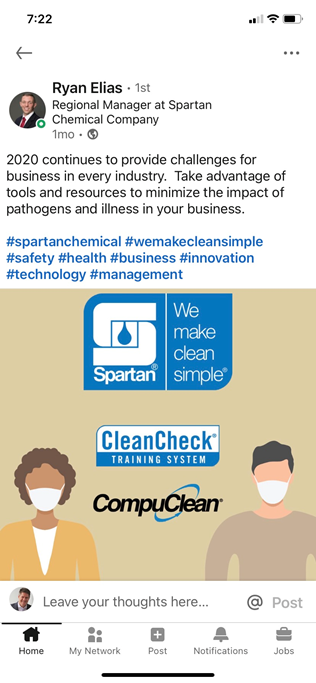 7:22
Ryan Elias • 1st
Regional Manager at Spartan
Chemical Company
1mo •
2020 continues to provide challenges for
business in every industry. Take advantage of
tools and resources to minimize the impact of
pathogens and illness in your business.
#spartanchemical #wemakecleansimple
#safety #health #business #innovation
#technology #management
We
make
clean
simple®
Spartan®
CleanCheck®
TRAINING SYSTEM
CompuClean®
Leave your thoughts here... @ Post
Home My Network Post Notifications Jobs